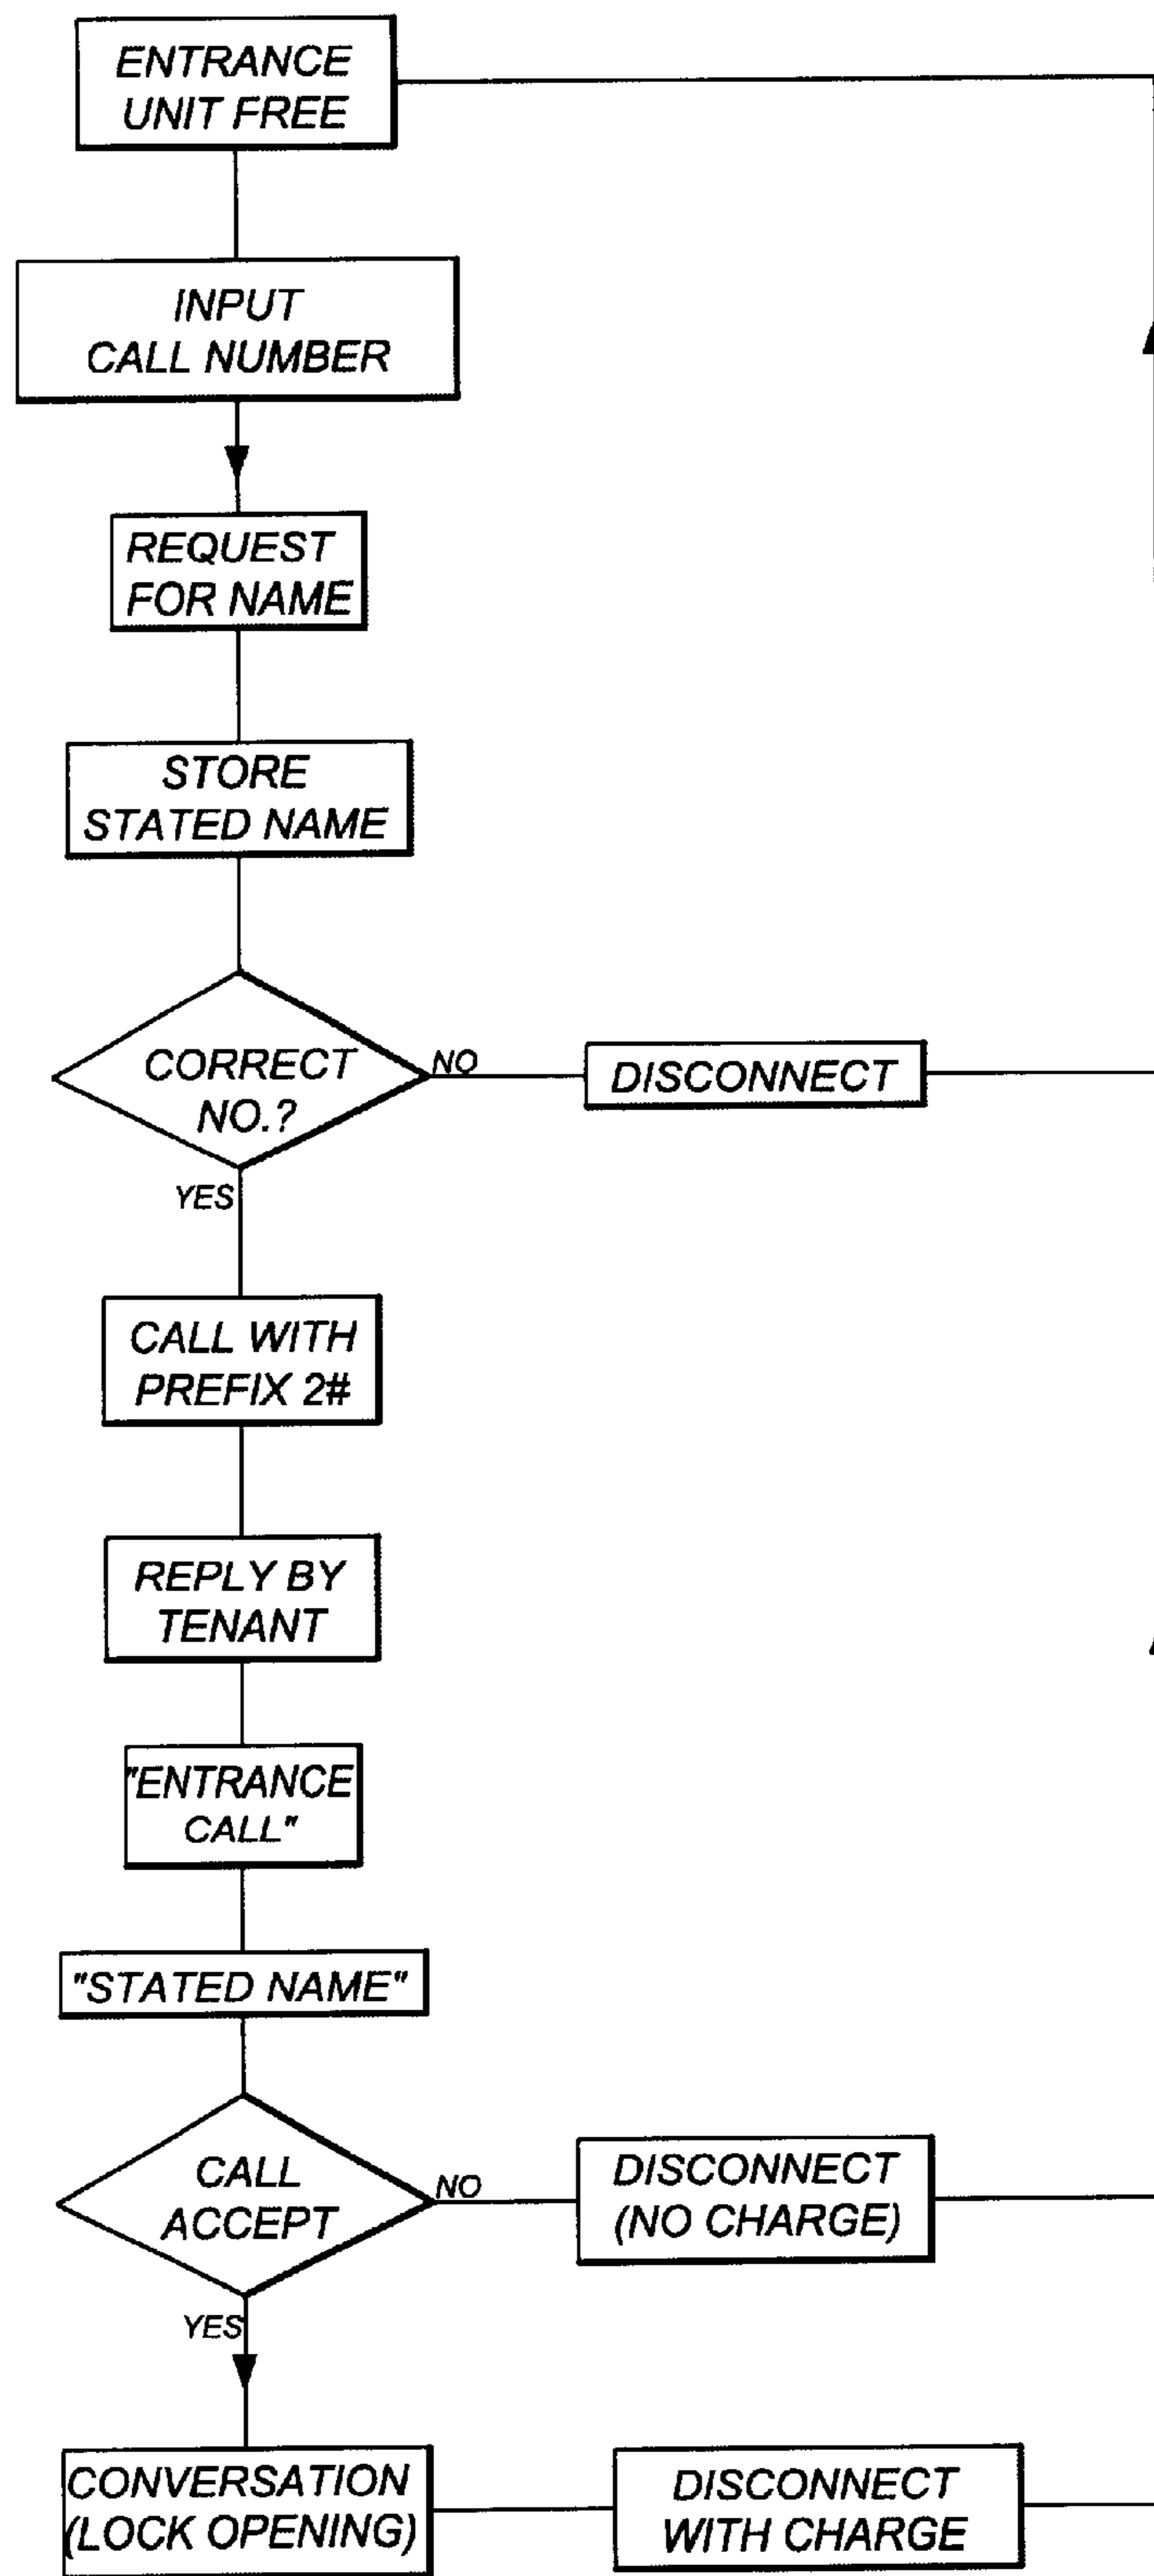 ENTRANCE
UNIT FREE
INPUT
CALL NUMBER
REQUEST
FOR NAME
STORE
STATED NAME
CORRECT
NO.?
NO
DISCONNECT
YES
CALL WITH
PREFIX 2#
REPLY BY
TENANT
"ENTRANCE
CALL"
"STATED NAME"
CALL
ACCEPT
NO
DISCONNECT
(NO CHARGE)
YES
CONVERSATION
(LOCK OPENING)
DISCONNECT
WITH CHARGE